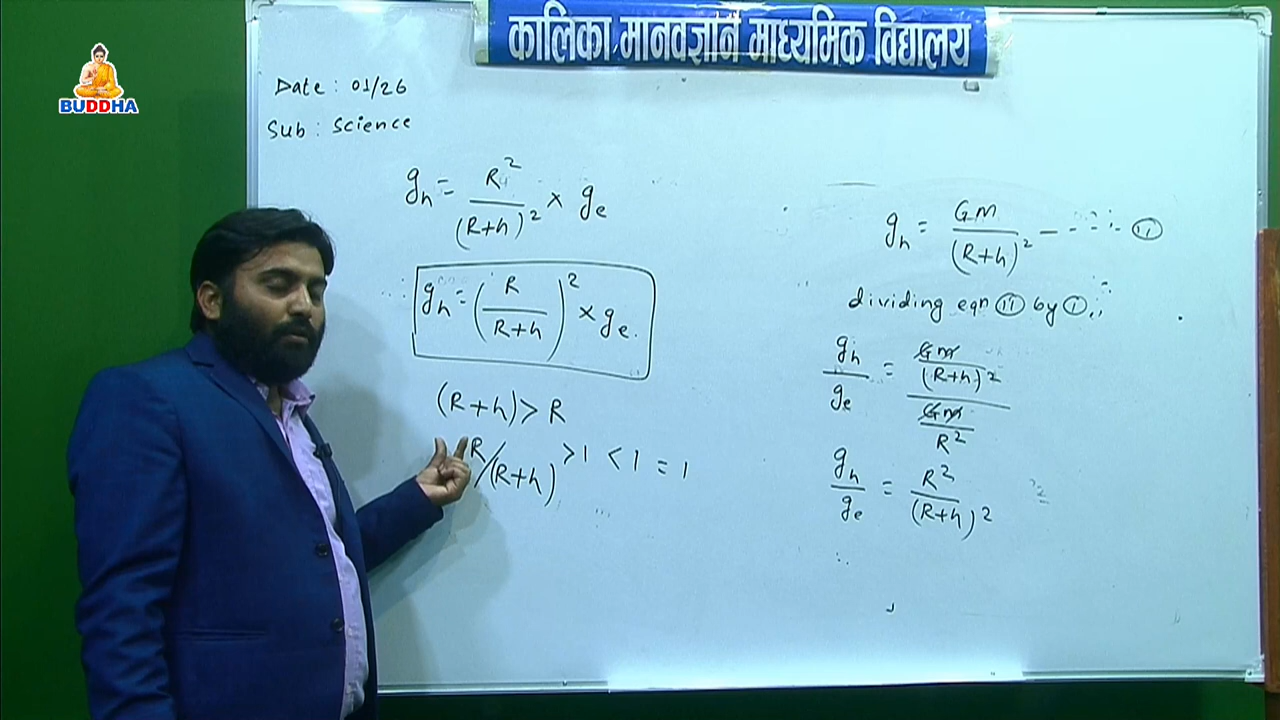 BUDDHA
कालिका मानवज्ञान माध्यमिक विद्यालय
Date : 01/26
Sub : Science
gₕ = R²/(R+h)² × gₑ
gₕ = (R/(R+h))² × gₑ.
(R+h) > R
R/(R+h) > 1 < 1 = 1
gₕ = GM/(R+h)² ------ (ii)
dividing eqn (ii) by (i),
gₕ/gₑ = (GM/(R+h)²)/(GM/R²)
gₕ/gₑ = R²/(R+h)²